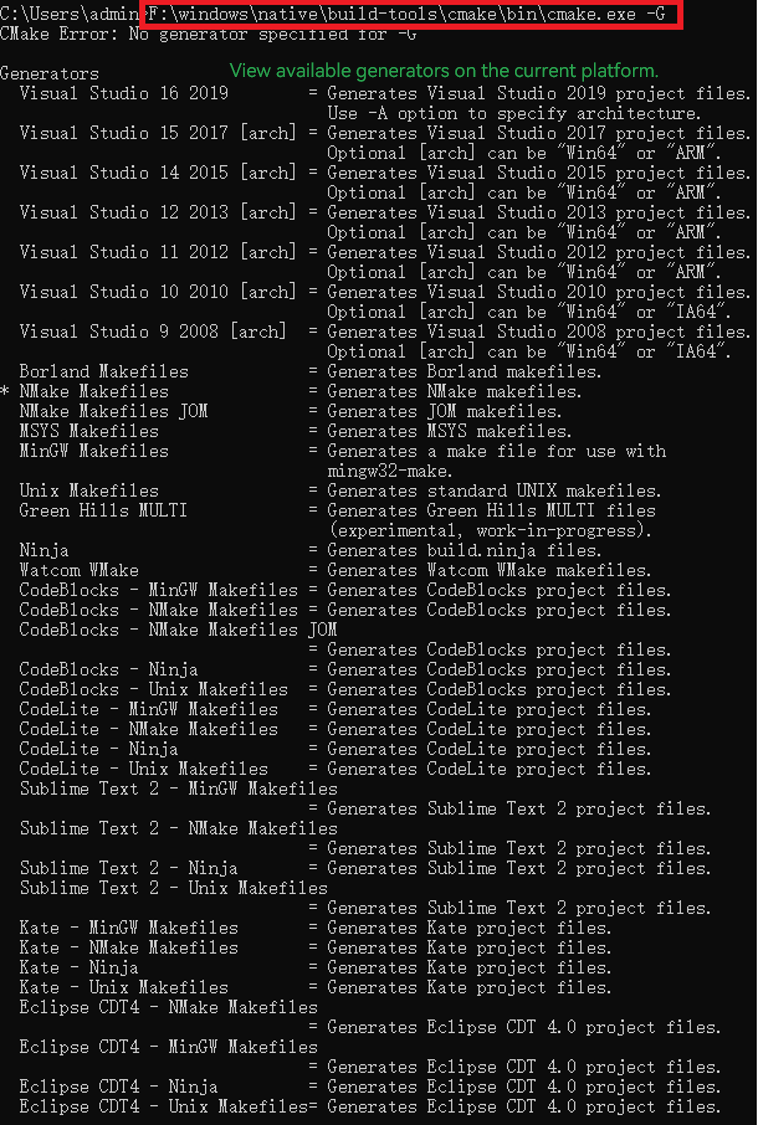 C:\Users\admin>F:\windows\native\build-tools\cmake\bin\cmake.exe -G
CMake Error: No generator specified for -G
View available generators on the current platform.
Generators
  Visual Studio 16 2019        = Generates Visual Studio 2019 project files.
                                 Use -A option to specify architecture.
  Visual Studio 15 2017 [arch] = Generates Visual Studio 2017 project files.
                                 Optional [arch] can be "Win64" or "ARM".
  Visual Studio 14 2015 [arch] = Generates Visual Studio 2015 project files.
                                 Optional [arch] can be "Win64" or "ARM".
  Visual Studio 12 2013 [arch] = Generates Visual Studio 2013 project files.
                                 Optional [arch] can be "Win64" or "ARM".
  Visual Studio 11 2012 [arch] = Generates Visual Studio 2012 project files.
                                 Optional [arch] can be "Win64" or "ARM".
  Visual Studio 10 2010 [arch] = Generates Visual Studio 2010 project files.
                                 Optional [arch] can be "Win64" or "IA64".
  Visual Studio 9 2008 [arch]  = Generates Visual Studio 2008 project files.
                                 Optional [arch] can be "Win64" or "IA64".
  Borland Makefiles            = Generates Borland makefiles.
* NMake Makefiles              = Generates NMake makefiles.
  NMake Makefiles JOM          = Generates JOM makefiles.
  MSYS Makefiles               = Generates MSYS makefiles.
  MinGW Makefiles              = Generates a make file for use with
                                 mingw32-make.
  Unix Makefiles               = Generates standard UNIX makefiles.
  Green Hills MULTI            = Generates Green Hills MULTI files
                                 (experimental, work-in-progress).
  Ninja                        = Generates build.ninja files.
  Watcom WMake                 = Generates Watcom WMake makefiles.
  CodeBlocks - MinGW Makefiles = Generates CodeBlocks project files.
  CodeBlocks - NMake Makefiles = Generates CodeBlocks project files.
  CodeBlocks - NMake Makefiles JOM
                               = Generates CodeBlocks project files.
  CodeBlocks - Ninja           = Generates CodeBlocks project files.
  CodeBlocks - Unix Makefiles  = Generates CodeBlocks project files.
  CodeLite - MinGW Makefiles   = Generates CodeLite project files.
  CodeLite - NMake Makefiles   = Generates CodeLite project files.
  CodeLite - Ninja             = Generates CodeLite project files.
  CodeLite - Unix Makefiles    = Generates CodeLite project files.
  Sublime Text 2 - MinGW Makefiles
                               = Generates Sublime Text 2 project files.
  Sublime Text 2 - NMake Makefiles
                               = Generates Sublime Text 2 project files.
  Sublime Text 2 - Ninja       = Generates Sublime Text 2 project files.
  Sublime Text 2 - Unix Makefiles
                               = Generates Sublime Text 2 project files.
  Kate - MinGW Makefiles       = Generates Kate project files.
  Kate - NMake Makefiles       = Generates Kate project files.
  Kate - Ninja                 = Generates Kate project files.
  Kate - Unix Makefiles        = Generates Kate project files.
  Eclipse CDT4 - NMake Makefiles
                               = Generates Eclipse CDT 4.0 project files.
  Eclipse CDT4 - MinGW Makefiles
                               = Generates Eclipse CDT 4.0 project files.
  Eclipse CDT4 - Ninja         = Generates Eclipse CDT 4.0 project files.
  Eclipse CDT4 - Unix Makefiles= Generates Eclipse CDT 4.0 project files.